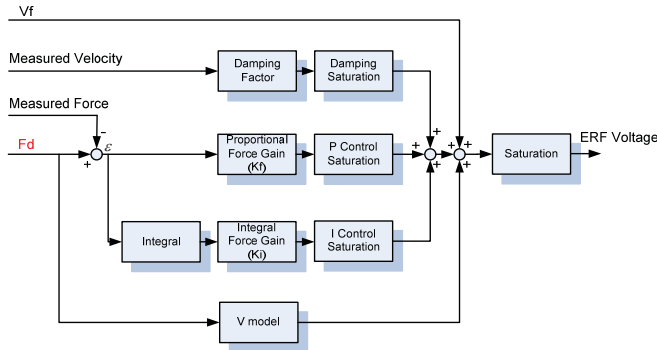 Vf
Measured Velocity
Damping
Factor
Damping
Saturation
Measured Force
ERF Voltage
-
+
+
+
Fd
ε
Proportional
Force Gain
(Kf)
P Control
Saturation
+
+
+
Saturation
+
+
+
Integral
Integral
Force Gain
(Ki)
I Control
Saturation
V model